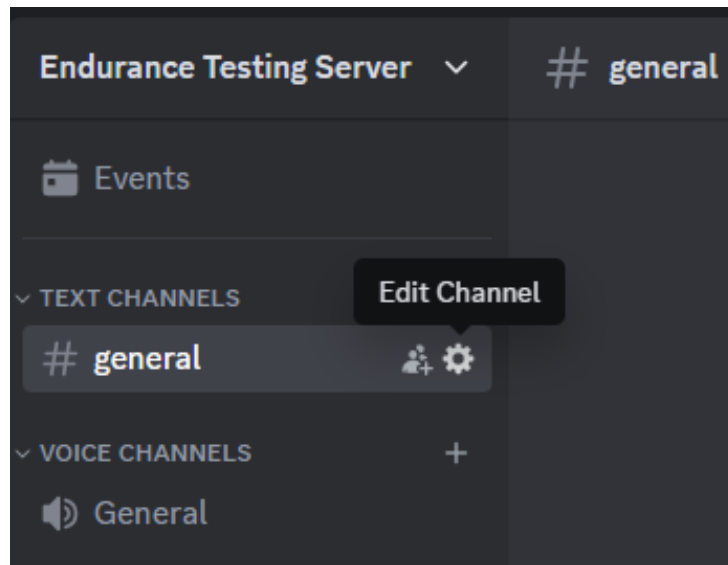 Endurance Testing Server
# general
Events
TEXT CHANNELS
Edit Channel
# general
VOICE CHANNELS
General